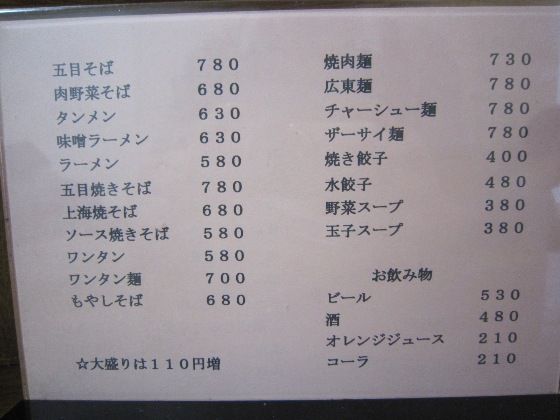 五目そば ７８０
肉野菜そば ６８０
タンメン ６３０
味噌ラーメン ６３０
ラーメン ５８０
五目焼きそば ７８０
上海焼そば ６８０
ソース焼きそば ５８０
ワンタン ５８０
ワンタン麺 ７００
もやしそば ６８０
☆大盛りは１１０円増
焼肉麺 ７３０
広東麺 ７８０
チャーシュー麺 ７８０
ザーサイ麺 ７８０
焼き餃子 ４００
水餃子 ４８０
野菜スープ ３８０
玉子スープ ３８０
お飲み物
ビール ５３０
酒 ４８０
オレンジジュース ２１０
コーラ ２１０